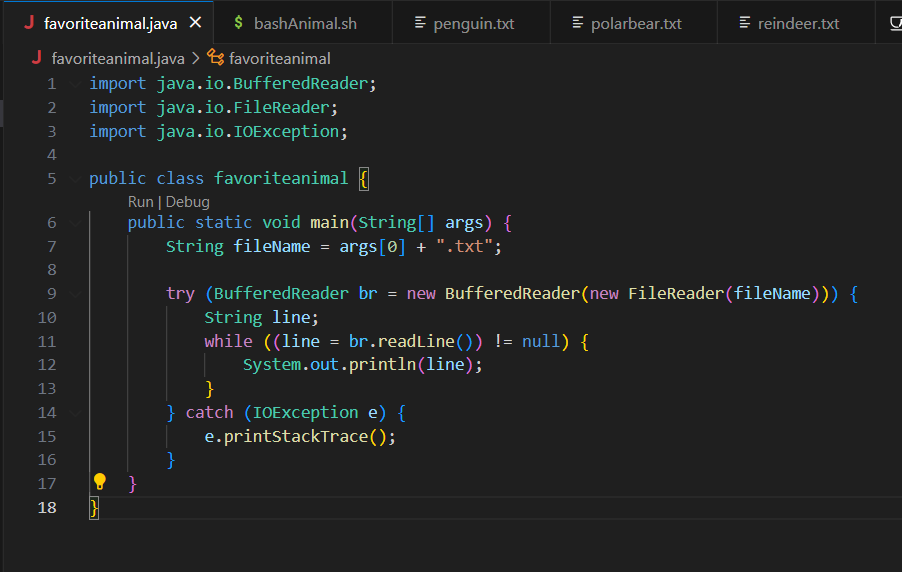 favoriteanimal.java
bashAnimal.sh
penguin.txt
polarbear.txt
reindeer.txt
favoriteanimal.java > favoriteanimal
1 import java.io.BufferedReader;
2 import java.io.FileReader;
3 import java.io.IOException;
4
5 public class favoriteanimal {
Run | Debug
6 public static void main(String[] args) {
7 String fileName = args[0] + ".txt";
8
9 try (BufferedReader br = new BufferedReader(new FileReader(fileName))) {
10 String line;
11 while ((line = br.readLine()) != null) {
12 System.out.println(line);
13 }
14 } catch (IOException e) {
15 e.printStackTrace();
16 }
17 }
18 }